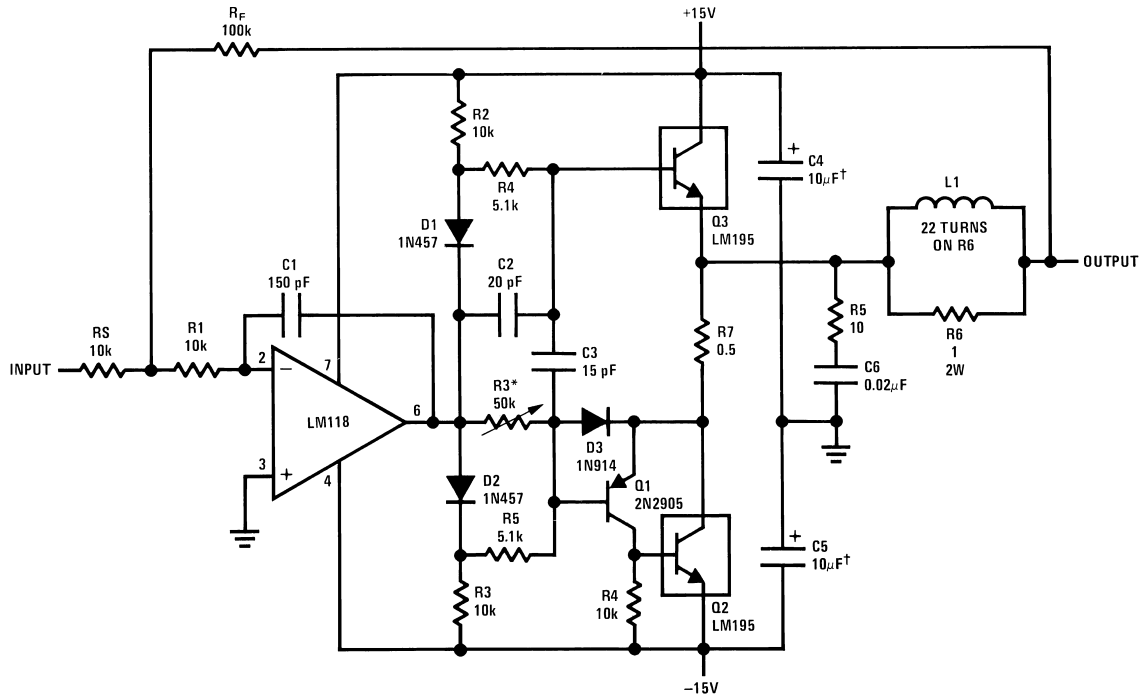 R_F
100k
+15V
R2
10k
R4
5.1k
+
C4
10µF†
L1
22 TURNS
ON R6
D1
1N457
Q3
LM195
C1
150 pF
C2
20 pF
OUTPUT
RS
10k
R1
10k
INPUT
2
−
7
R7
0.5
R5
10
R6
1
2W
C3
15 pF
C6
0.02µF
R3*
50k
LM118
6
3
+
4
D3
1N914
D2
1N457
Q1
2N2905
R5
5.1k
+
C5
10µF†
R3
10k
R4
10k
Q2
LM195
−15V